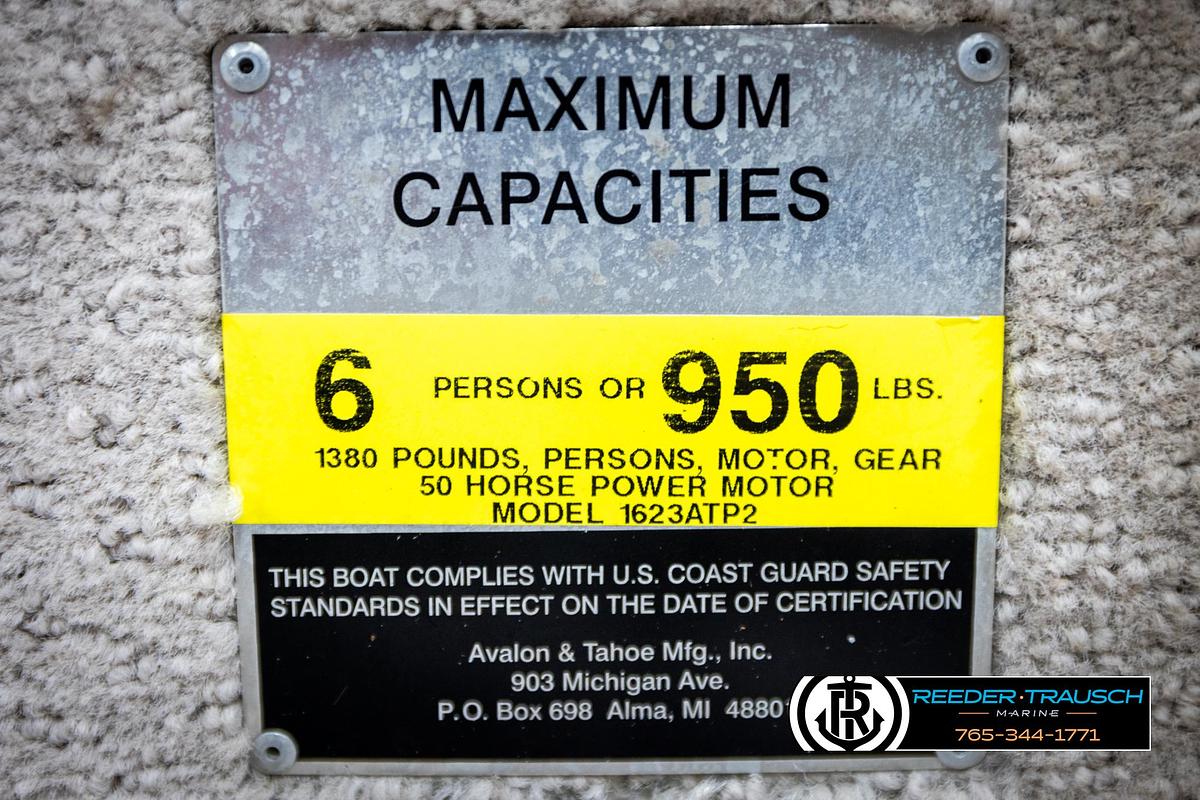 MAXIMUM
CAPACITIES
6 PERSONS OR 950 LBS.
1380 POUNDS, PERSONS, MOTOR, GEAR
50 HORSE POWER MOTOR
MODEL 1623ATP2
THIS BOAT COMPLIES WITH U.S. COAST GUARD SAFETY
STANDARDS IN EFFECT ON THE DATE OF CERTIFICATION
Avalon & Tahoe Mfg., Inc.
903 Michigan Ave.
P.O. Box 698 Alma, MI 48801
REEDER·TRAUSCH
MARINE
765-344-1771